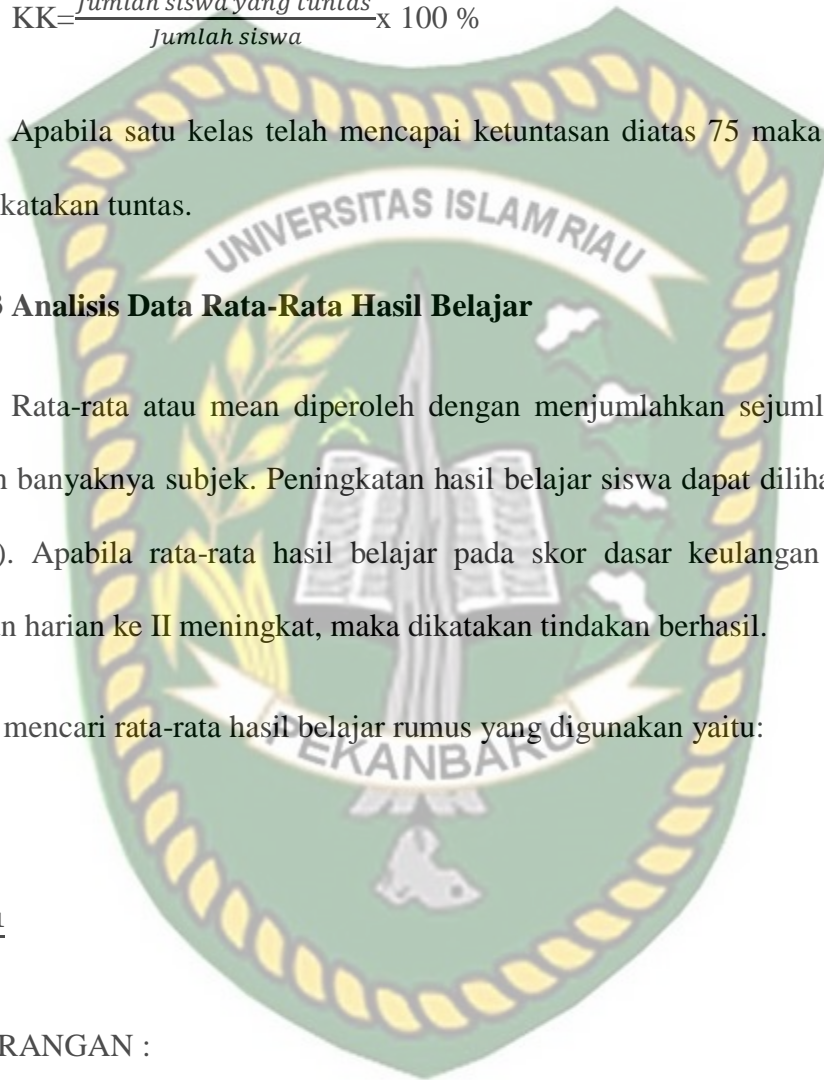 Jumlah siswa yang tuntas
KK= x 100 %
Jumlah siswa
Apabila satu kelas telah mencapai ketuntasan diatas 75 maka
katakan tuntas.
UNIVERSITAS ISLAM RIAU
Analisis Data Rata-Rata Hasil Belajar
Rata-rata atau mean diperoleh dengan menjumlahkan sejuml
banyaknya subjek. Peningkatan hasil belajar siswa dapat diliha
). Apabila rata-rata hasil belajar pada skor dasar keulangan
n harian ke II meningkat, maka dikatakan tindakan berhasil.
mencari rata-rata hasil belajar rumus yang digunakan yaitu:
PEKANBARU
RANGAN :